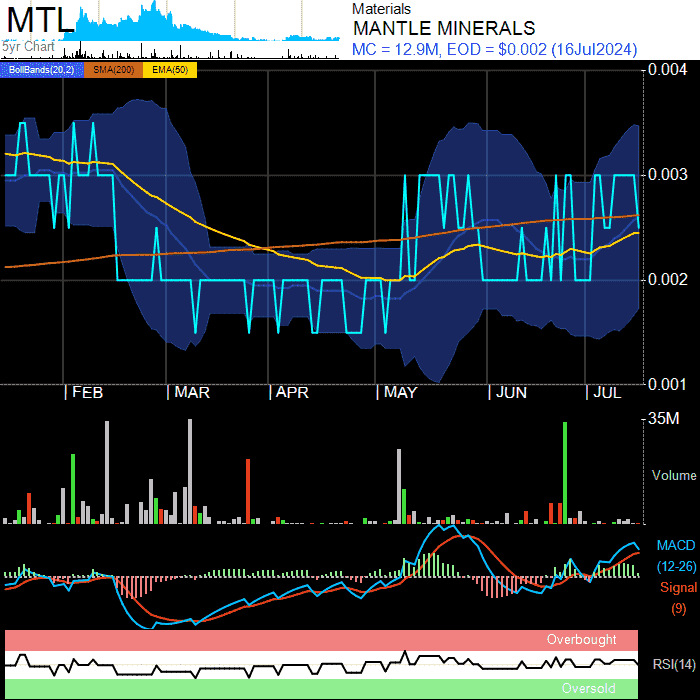 MTL
5yr Chart
Materials
MANTLE MINERALS
MC = 12.9M, EOD = $0.002 (16Jul2024)
BollBands(20,2) SMA(200) EMA(50)
0.004
0.003
0.002
0.001
FEB MAR APR MAY JUN JUL
35M
Volume
MACD
(12-26)
Signal
(9)
Overbought
RSI(14)
Oversold